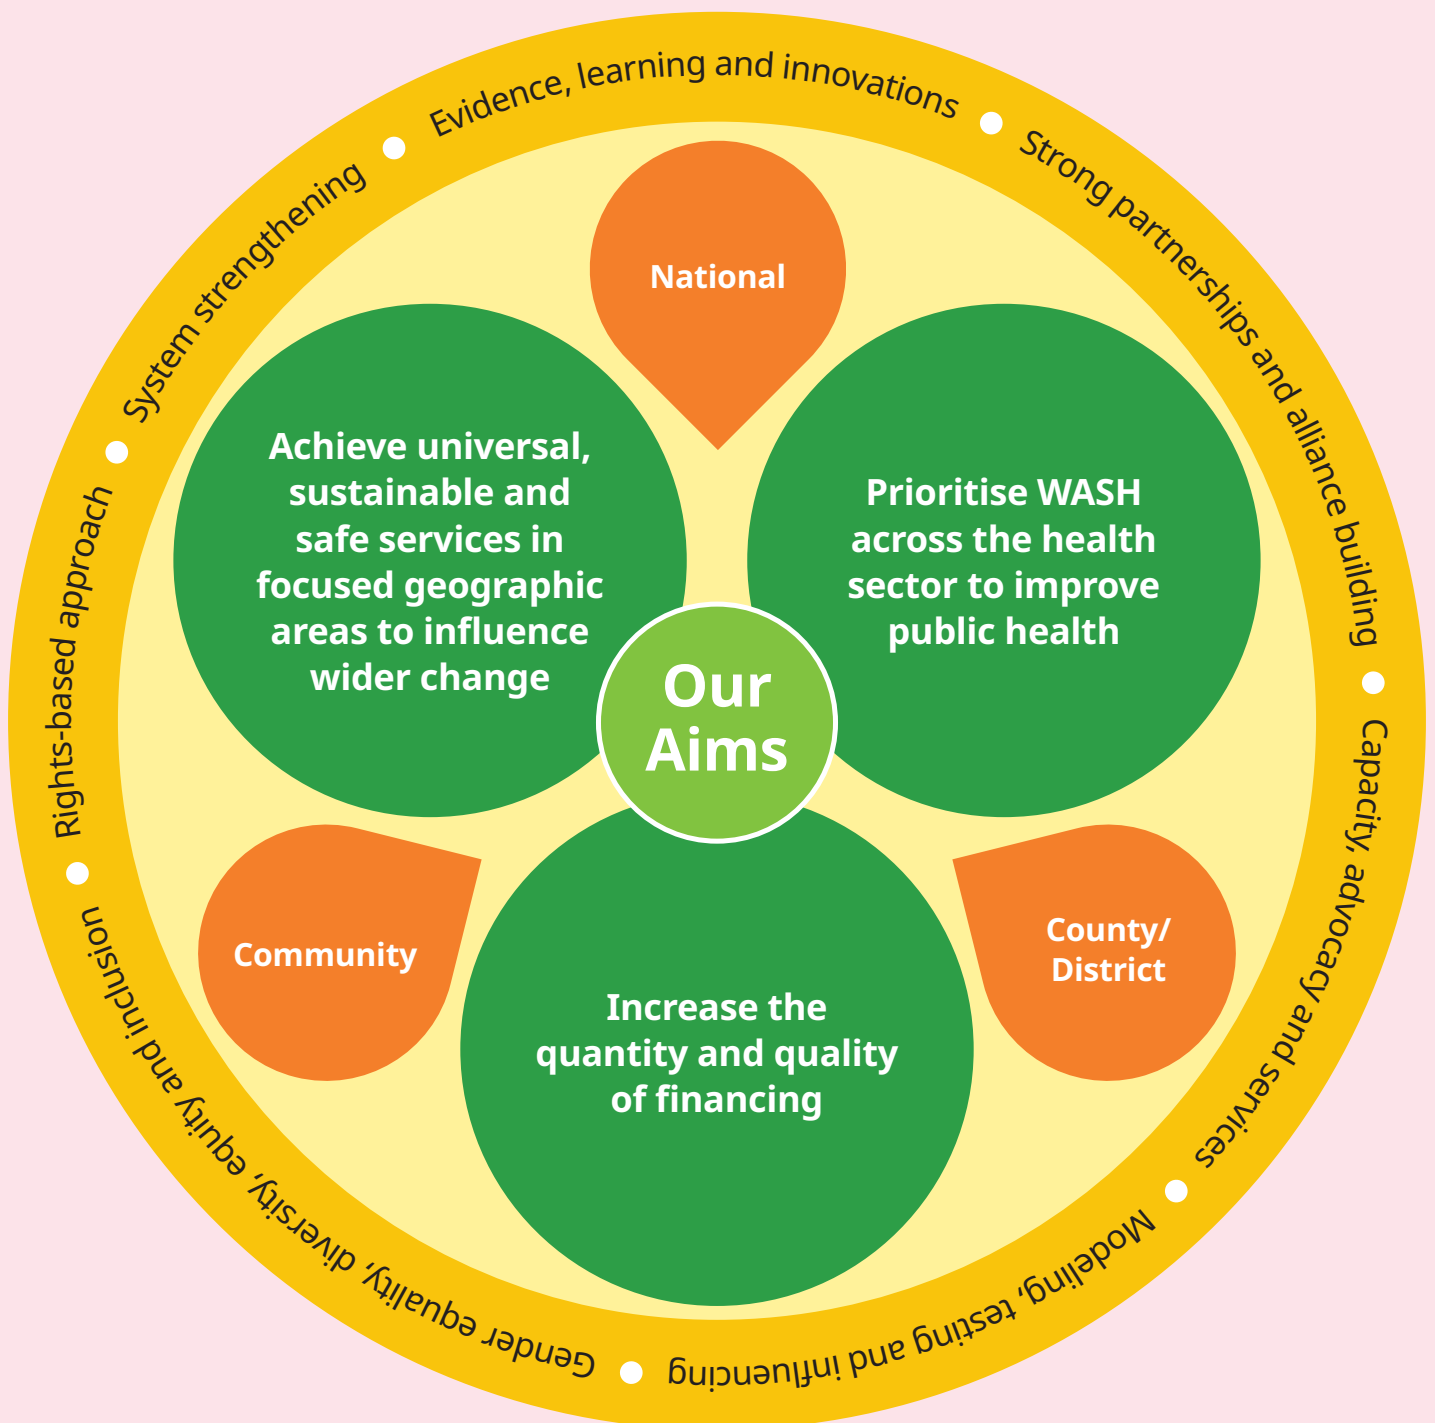 Evidence, learning and innovations
Strong partnerships and alliance building
Capacity, advocacy and services
Modeling, testing and influencing
Gender equality, diversity, equity and inclusion
Rights-based approach
System strengthening
National
Achieve universal,
sustainable and
safe services in
focused geographic
areas to influence
wider change
Prioritise WASH
across the health
sector to improve
public health
Our
Aims
Community
County/
District
Increase the
quantity and quality
of financing